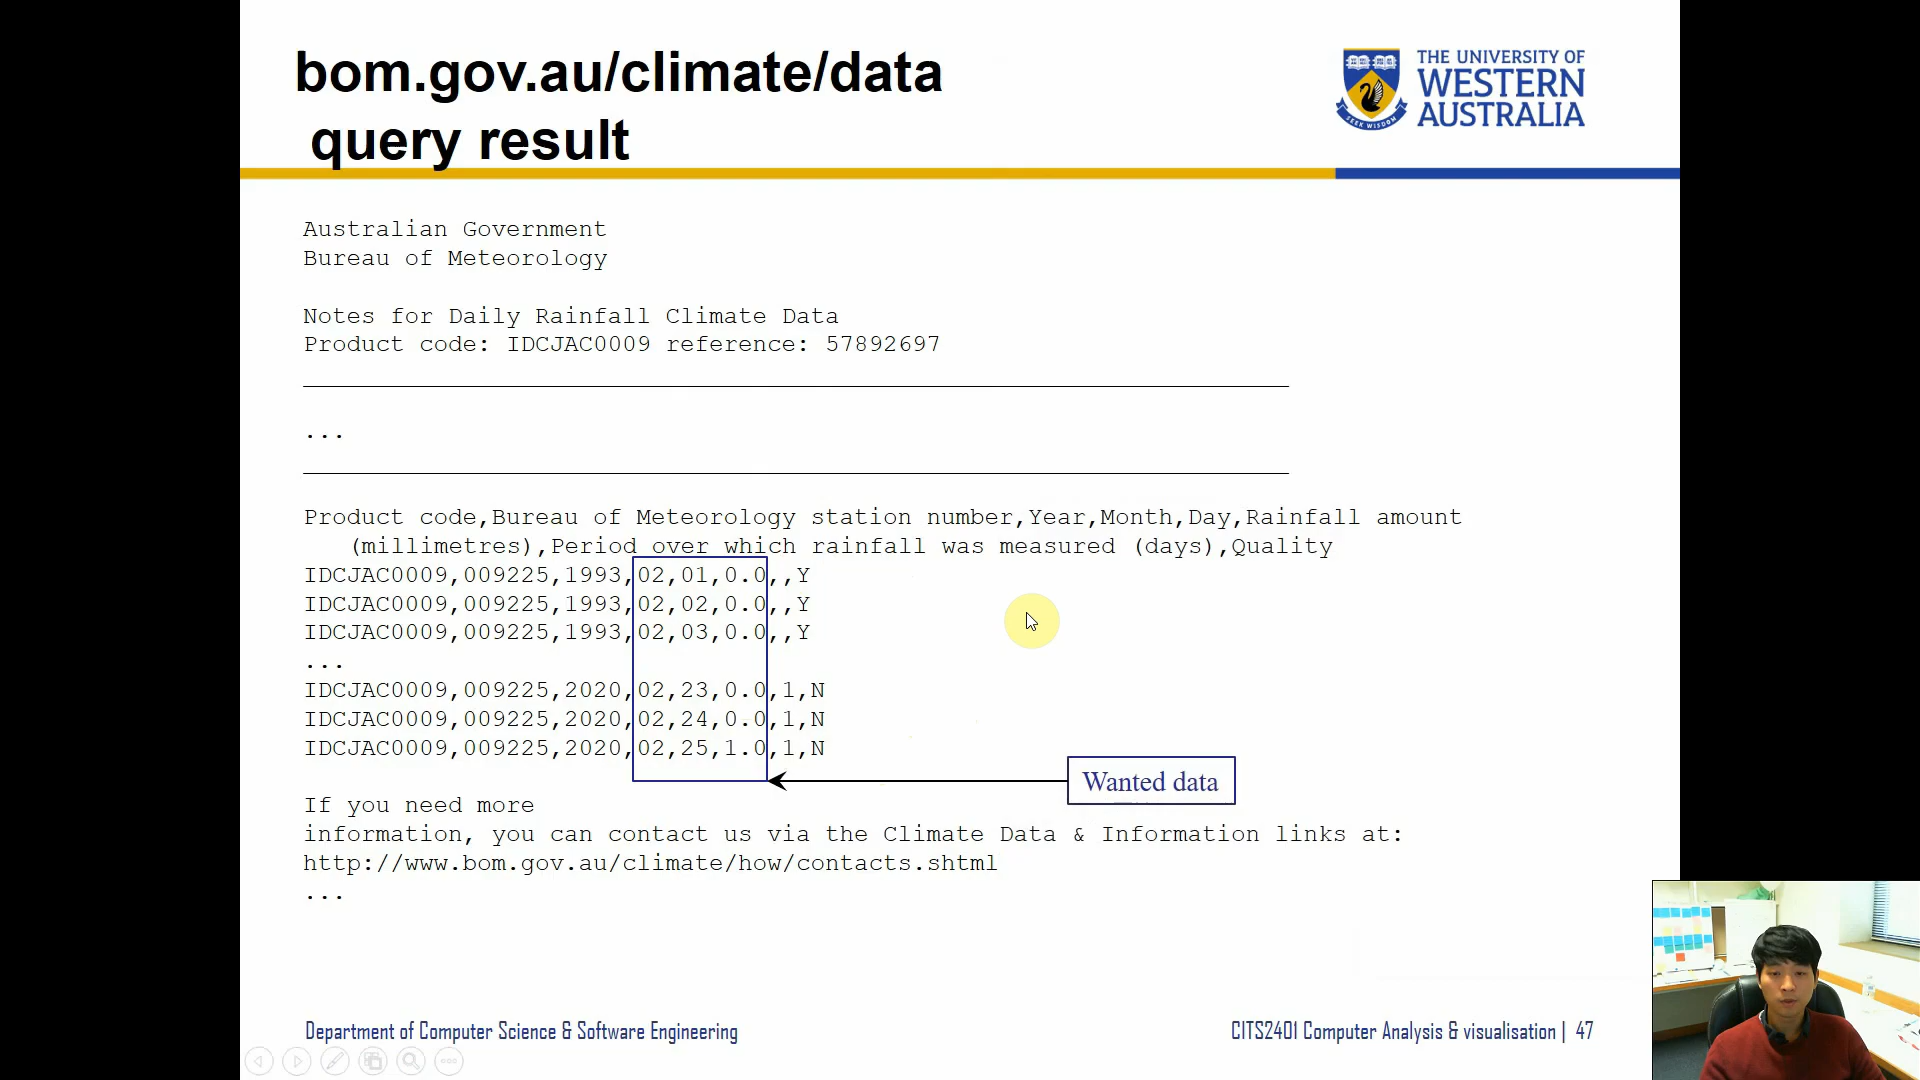 bom.gov.au/climate/data
query result
THE UNIVERSITY OF
WESTERN
AUSTRALIA
SEEK WISDOM
Australian Government
Bureau of Meteorology
Notes for Daily Rainfall Climate Data
Product code: IDCJAC0009 reference: 57892697
...
Product code,Bureau of Meteorology station number,Year,Month,Day,Rainfall amount
(millimetres),Period over which rainfall was measured (days),Quality
IDCJAC0009,009225,1993,02,01,0.0,,Y
IDCJAC0009,009225,1993,02,02,0.0,,Y
IDCJAC0009,009225,1993,02,03,0.0,,Y
...
IDCJAC0009,009225,2020,02,23,0.0,1,N
IDCJAC0009,009225,2020,02,24,0.0,1,N
IDCJAC0009,009225,2020,02,25,1.0,1,N
Wanted data
If you need more
information, you can contact us via the Climate Data & Information links at:
http://www.bom.gov.au/climate/how/contacts.shtml
...
Department of Computer Science & Software Engineering
CITS2401 Computer Analysis & visualisation | 47